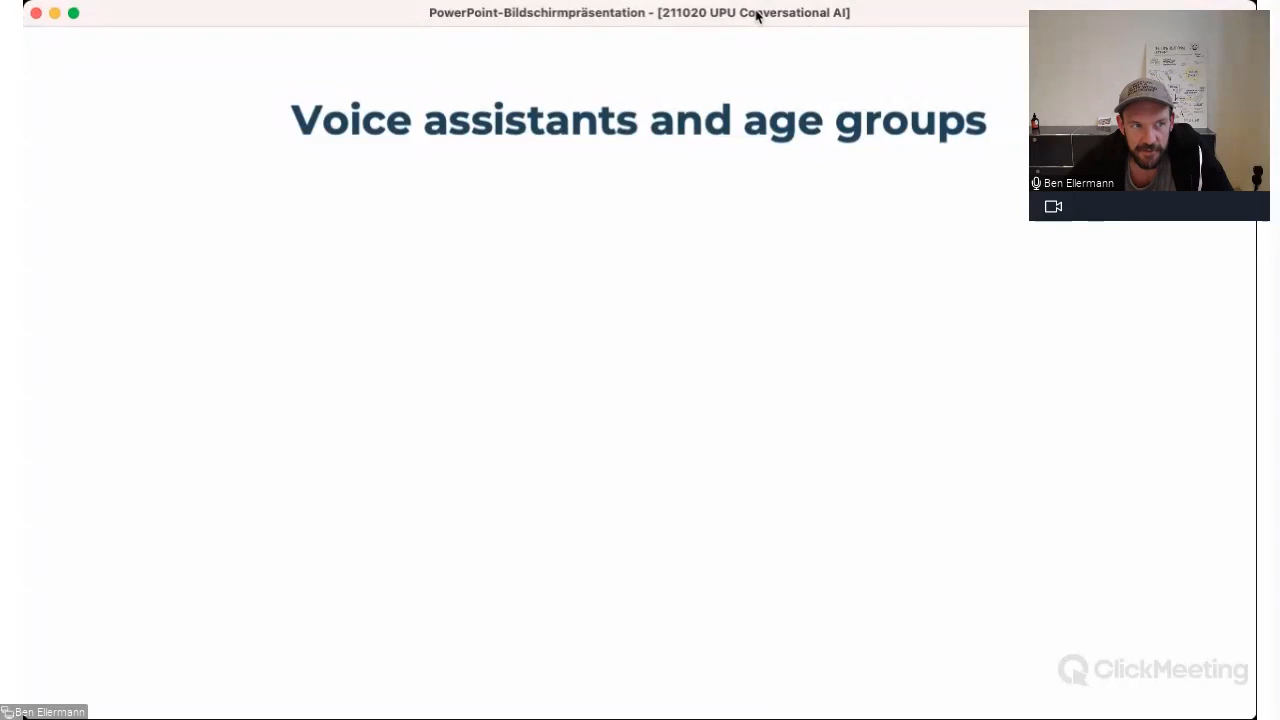 PowerPoint-Bildschirmpräsentation - [211020 UPU Conversational AI]
Voice assistants and age groups
Ben Ellermann
ClickMeeting
Ben Ellermann